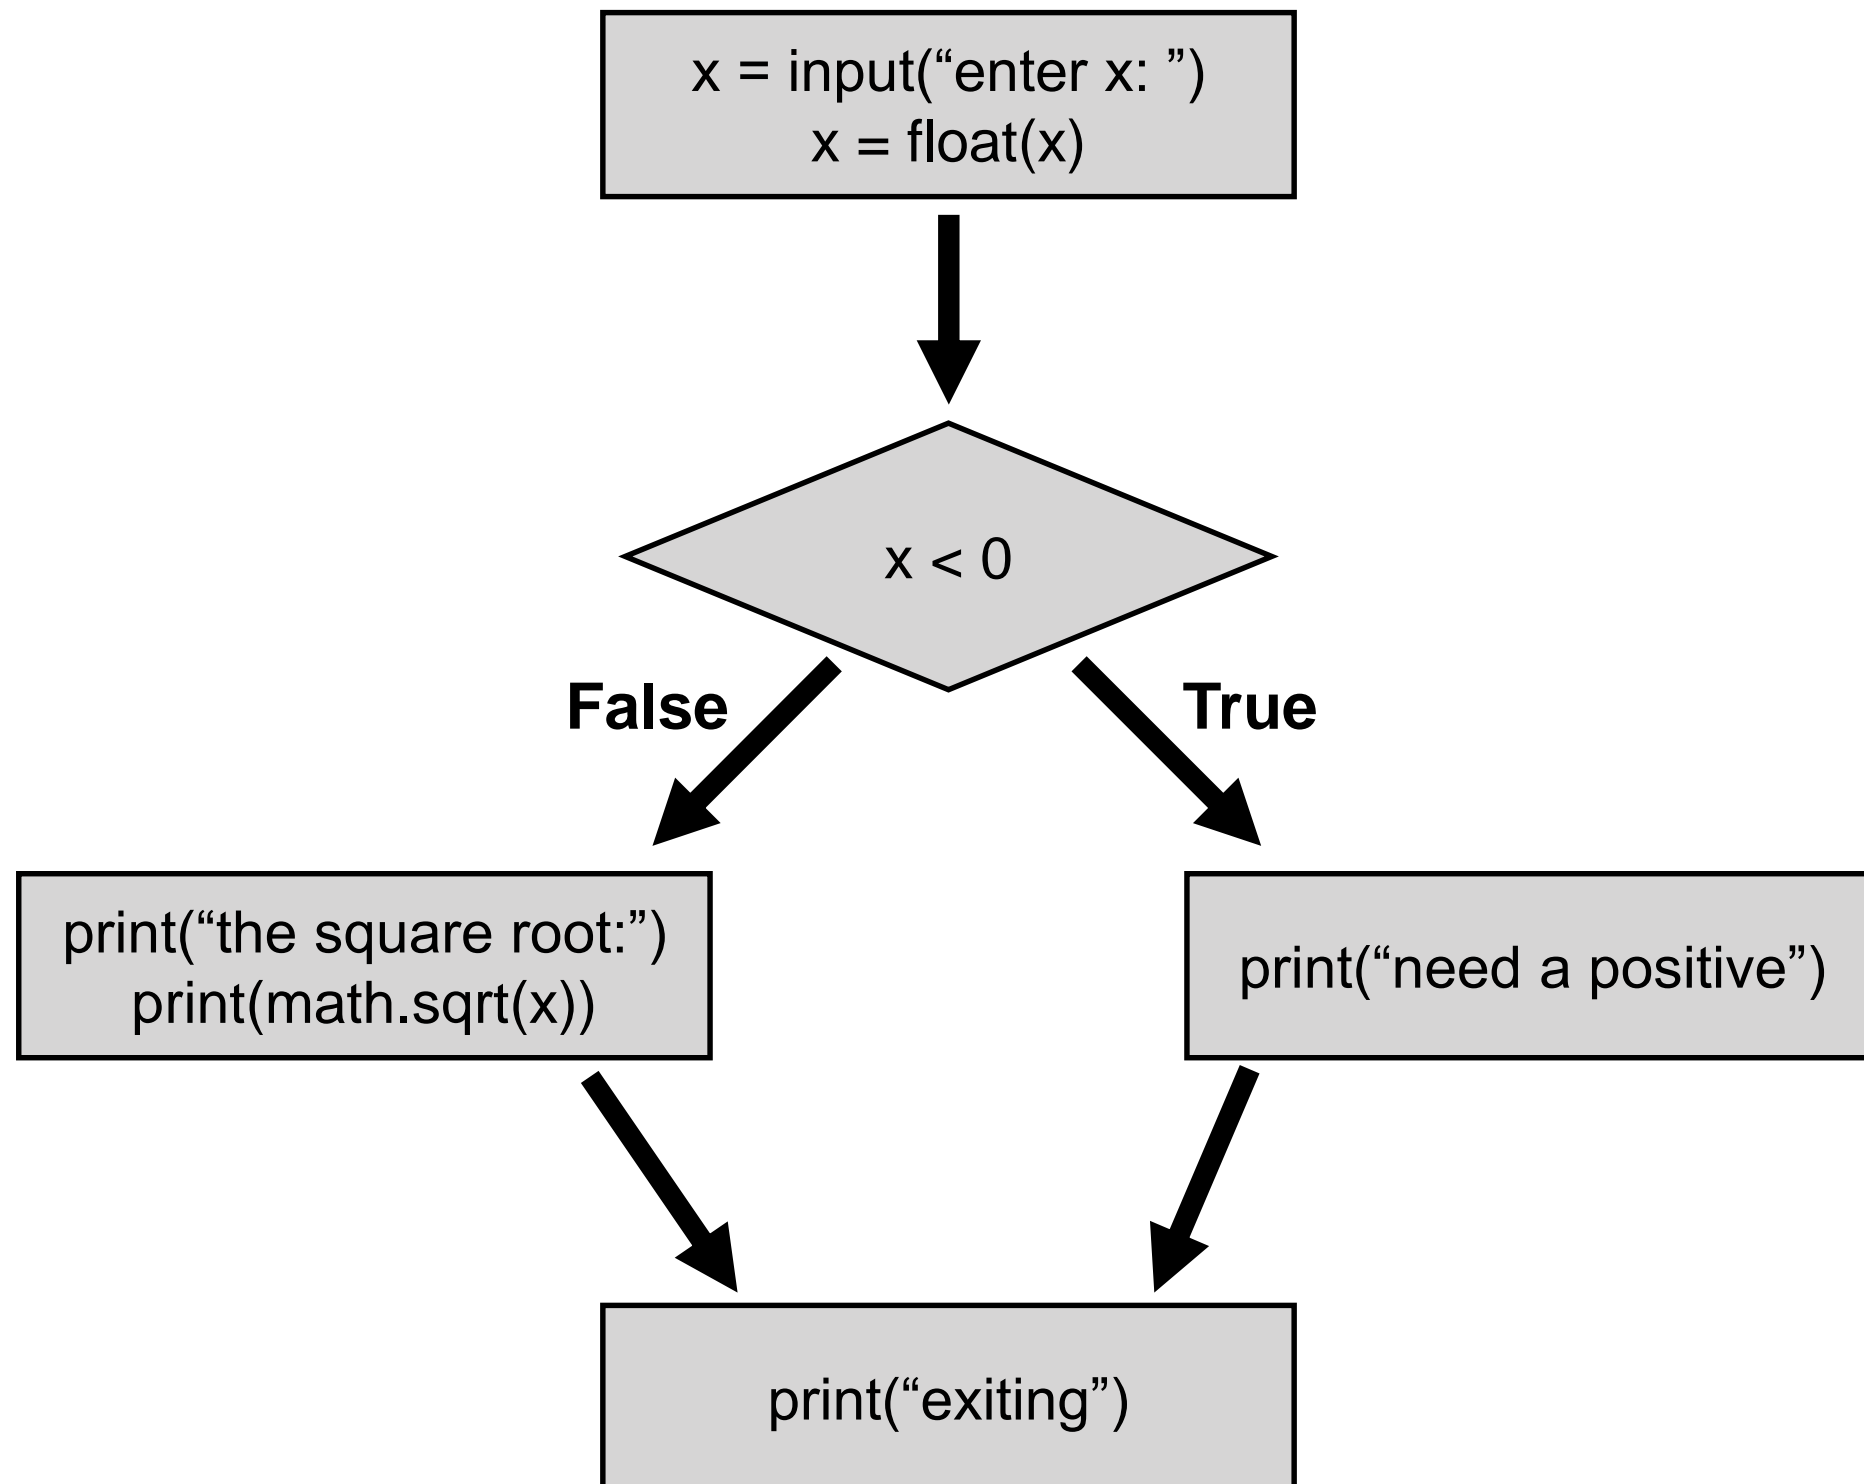 x = input(“enter x: ”)
x = float(x)
x < 0
False
True
print(“the square root:”)
print(math.sqrt(x))
print(“need a positive”)
print(“exiting”)